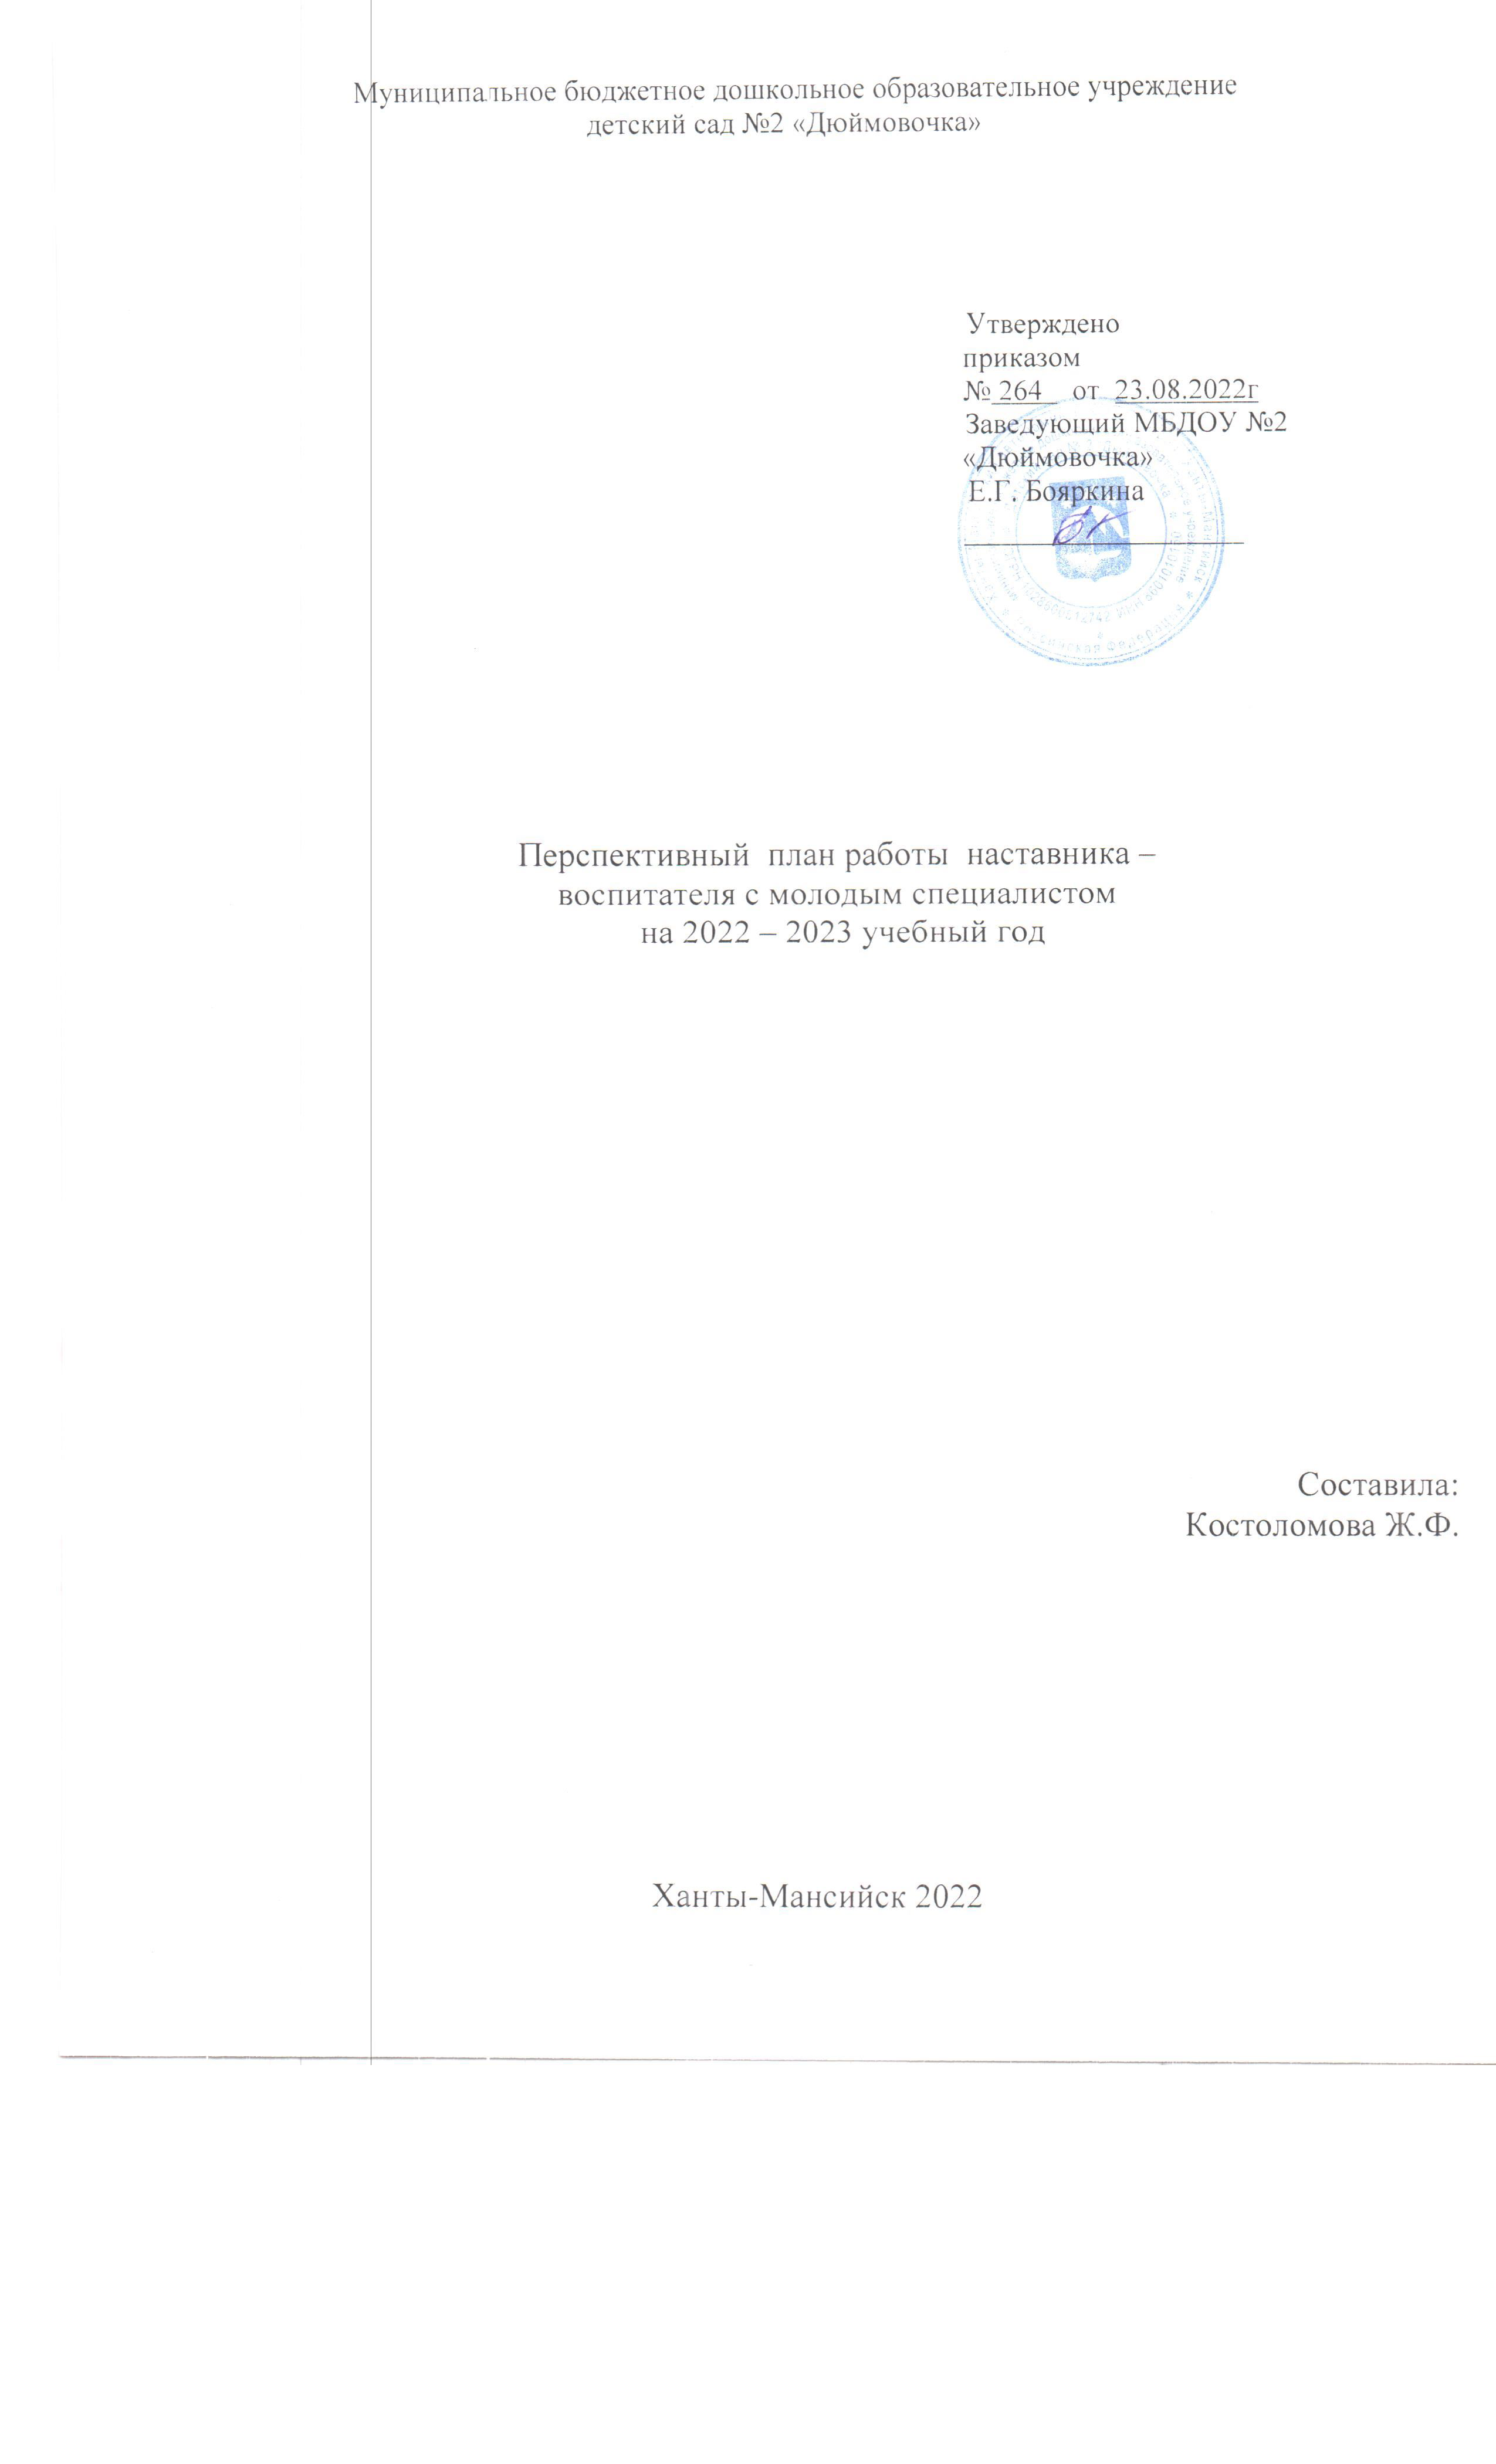 Муниципальное бюджетное дошкольное образовательное учреждение
детский сад №2 «Дюймовочка»
Утверждено
приказом
№ 264 от 23.08.2022г
Заведующий МБДОУ №2
«Дюймовочка»
Е.Г. Бояркина
Перспективный план работы наставника –
воспитателя с молодым специалистом
на 2022 – 2023 учебный год
Составила:
Костоломова Ж.Ф.
Ханты-Мансийск 2022